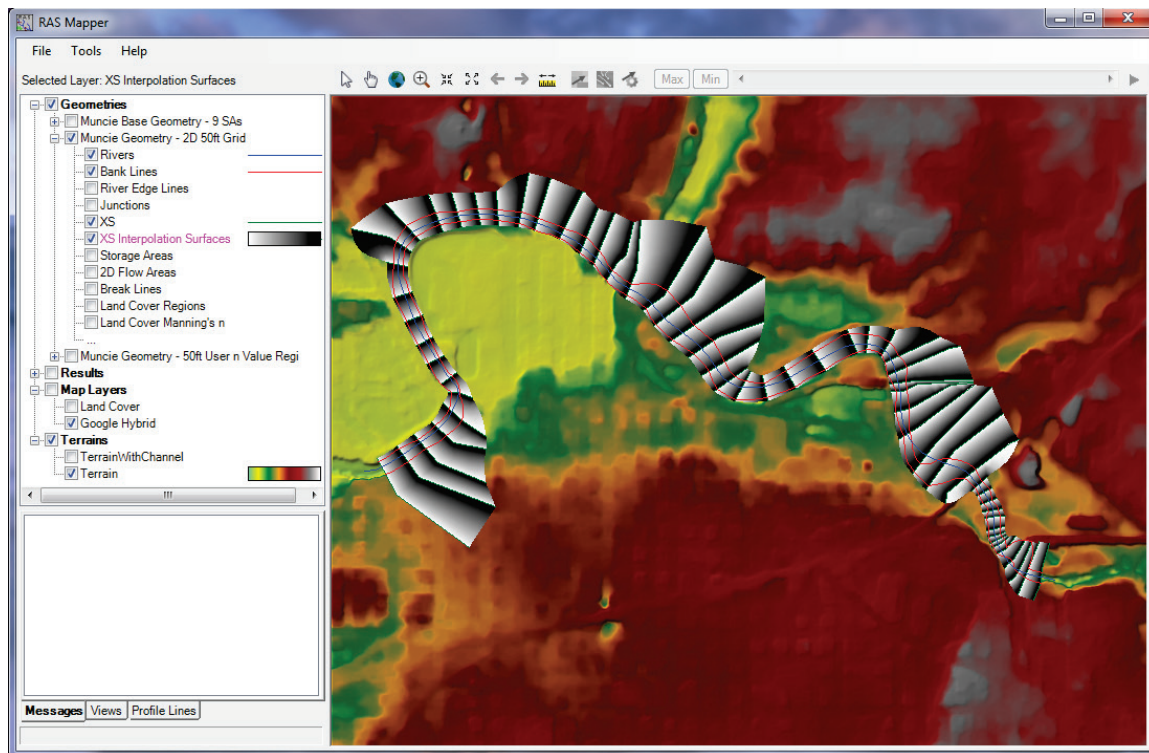 RAS Mapper
File Tools Help
Selected Layer: XS Interpolation Surfaces
Max Min
Geometries
Muncie Base Geometry - 9 SAs
Muncie Geometry - 2D 50ft Grid
Rivers
Bank Lines
River Edge Lines
Junctions
XS
XS Interpolation Surfaces
Storage Areas
2D Flow Areas
Break Lines
Land Cover Regions
Land Cover Manning's n
...
Muncie Geometry - 50ft User n Value Regi
Results
Map Layers
Land Cover
Google Hybrid
Terrains
TerrainWithChannel
Terrain
Messages Views Profile Lines